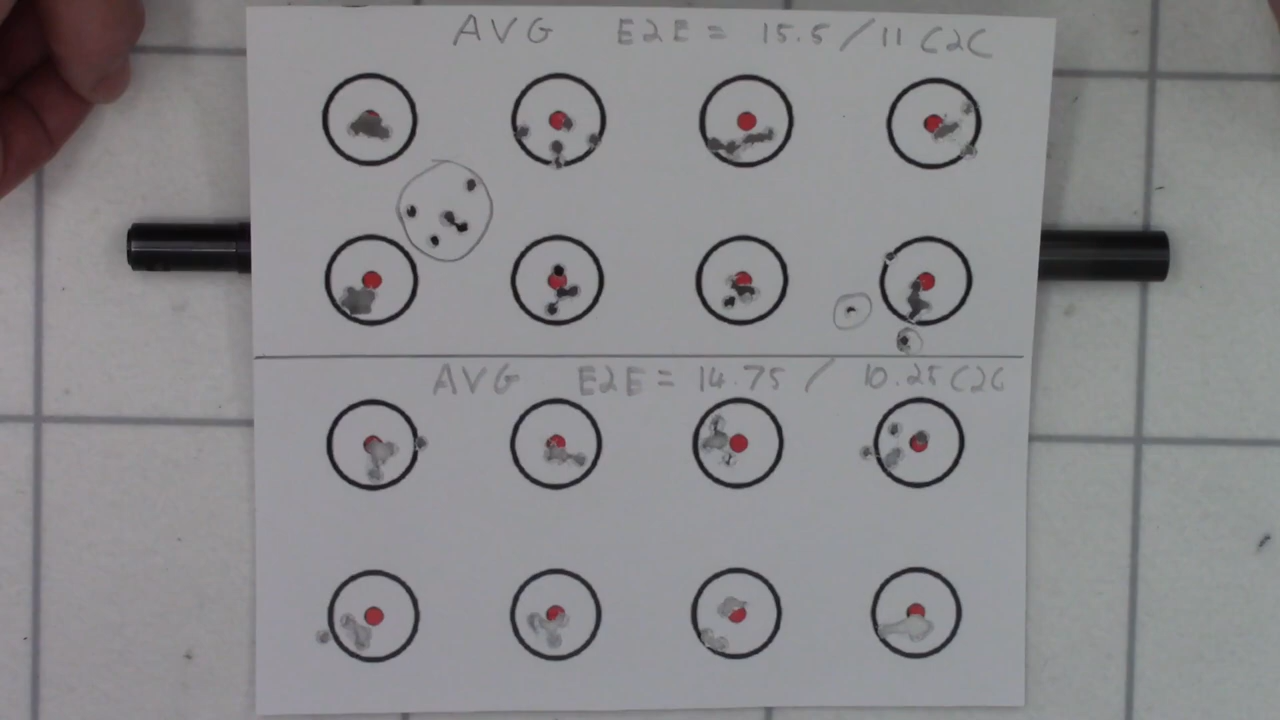 AVG E2E = 15.5 / 11 C2C
AVG E2E = 14.75 / 10.25 C2C